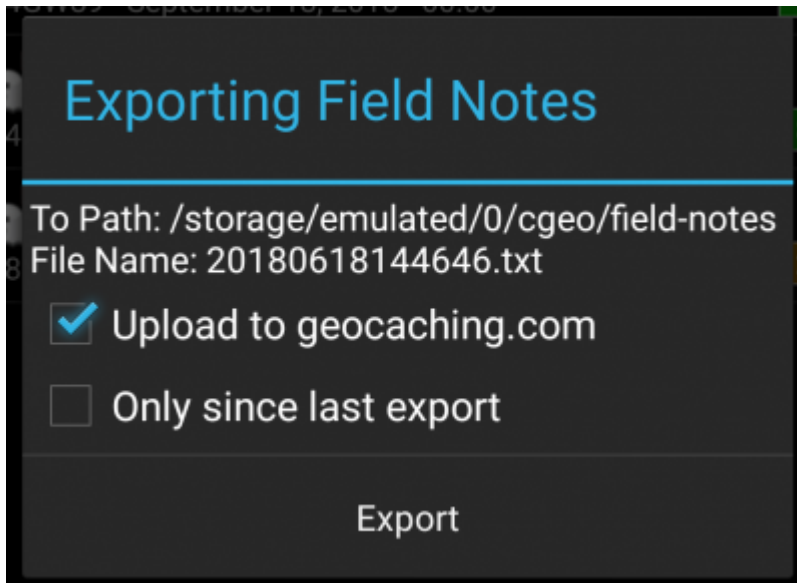 Exporting Field Notes
To Path: /storage/emulated/0/cgeo/field-notes
File Name: 20180618144646.txt
Upload to geocaching.com
Only since last export
Export